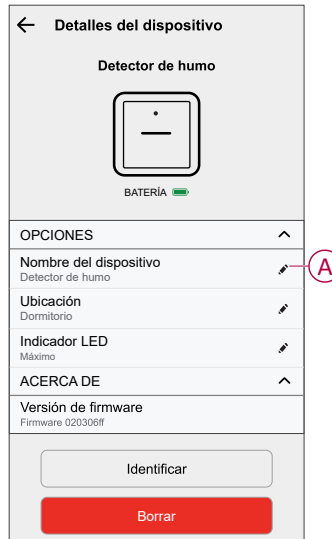 Detalles del dispositivo
Detector de humo
BATERÍA
OPCIONES
Nombre del dispositivo
Detector de humo
A
Ubicación
Dormitorio
Indicador LED
Máximo
ACERCA DE
Versión de firmware
Firmware 020306ff
Identificar
Borrar